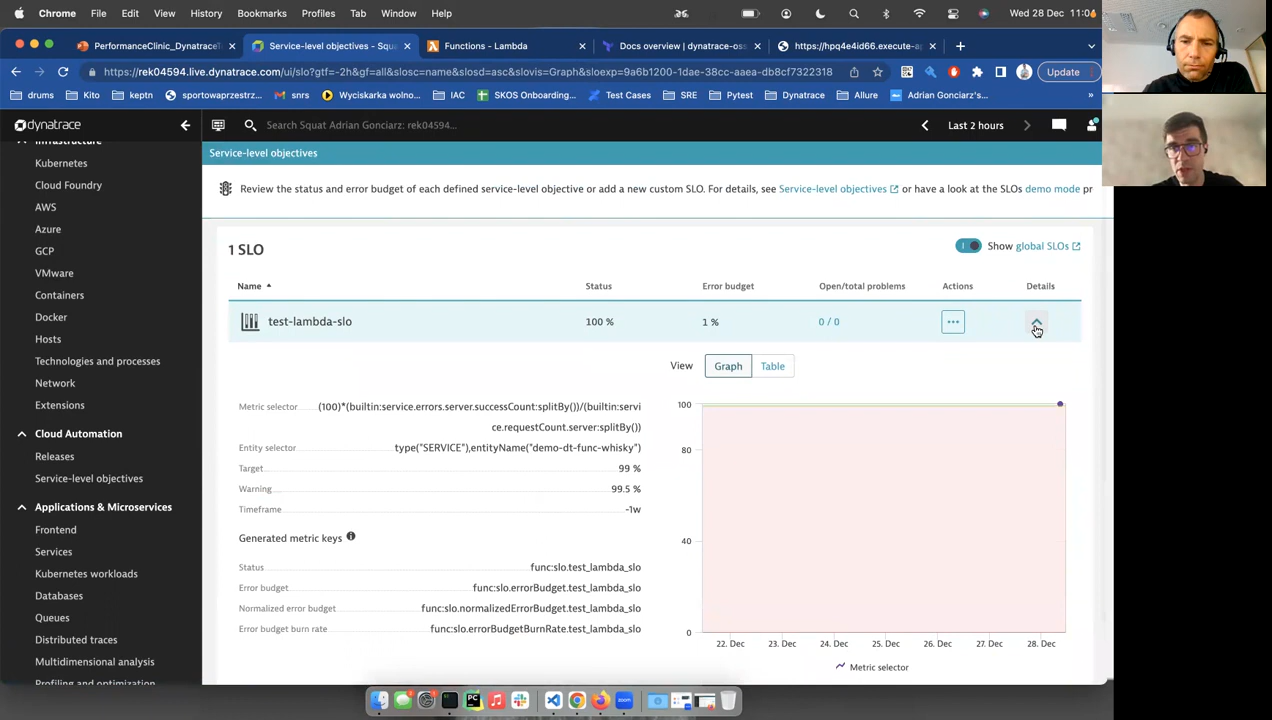 Chrome File Edit View History Bookmarks Profiles Tab Window Help Wed 28 Dec 11:04
PerformanceClinic_Dynatrace
Service-level objectives - Squa
Functions - Lambda
Docs overview | dynatrace-oss
https://hpq4e4id66.execute-ap
https://rek04594.live.dynatrace.com/ui/slo?gtf=-2h&gf=all&slosc=name&slosd=asc&slovis=Graph&sloexp=9a6b1200-1dae-38cc-aaea-db8cf7322318
Update
drums Kito keptn sportowaprzestrz... snrs Wyciskarka wolno... IAC SKOS Onboarding... Test Cases SRE Pytest Dynatrace Allure Adrian Gonciarz's... »
dynatrace
Search Squat Adrian Gonciarz: rek04594...
Last 2 hours
Infrastructure
Kubernetes
Cloud Foundry
AWS
Azure
GCP
VMware
Containers
Docker
Hosts
Technologies and processes
Network
Extensions
Cloud Automation
Releases
Service-level objectives
Applications & Microservices
Frontend
Services
Kubernetes workloads
Databases
Queues
Distributed traces
Multidimensional analysis
Profiling and optimization
Service-level objectives
Review the status and error budget of each defined service-level objective or add a new custom SLO. For details, see Service-level objectives or have a look at the SLOs demo mode pr
1 SLO
Show global SLOs
Name Status Error budget Open/total problems Actions Details
test-lambda-slo 100 % 1 % 0 / 0 ...
View Graph Table
Metric selector (100)*(builtin:service.errors.server.successCount:splitBy())/(builtin:servi
ce.requestCount.server:splitBy())
Entity selector type("SERVICE"),entityName("demo-dt-func-whisky")
Target 99 %
Warning 99.5 %
Timeframe -1w
Generated metric keys
Status func:slo.test_lambda_slo
Error budget func:slo.errorBudget.test_lambda_slo
Normalized error budget func:slo.normalizedErrorBudget.test_lambda_slo
Error budget burn rate func:slo.errorBudgetBurnRate.test_lambda_slo
100
80
40
0
22. Dec 23. Dec 24. Dec 25. Dec 26. Dec 27. Dec 28. Dec
Metric selector